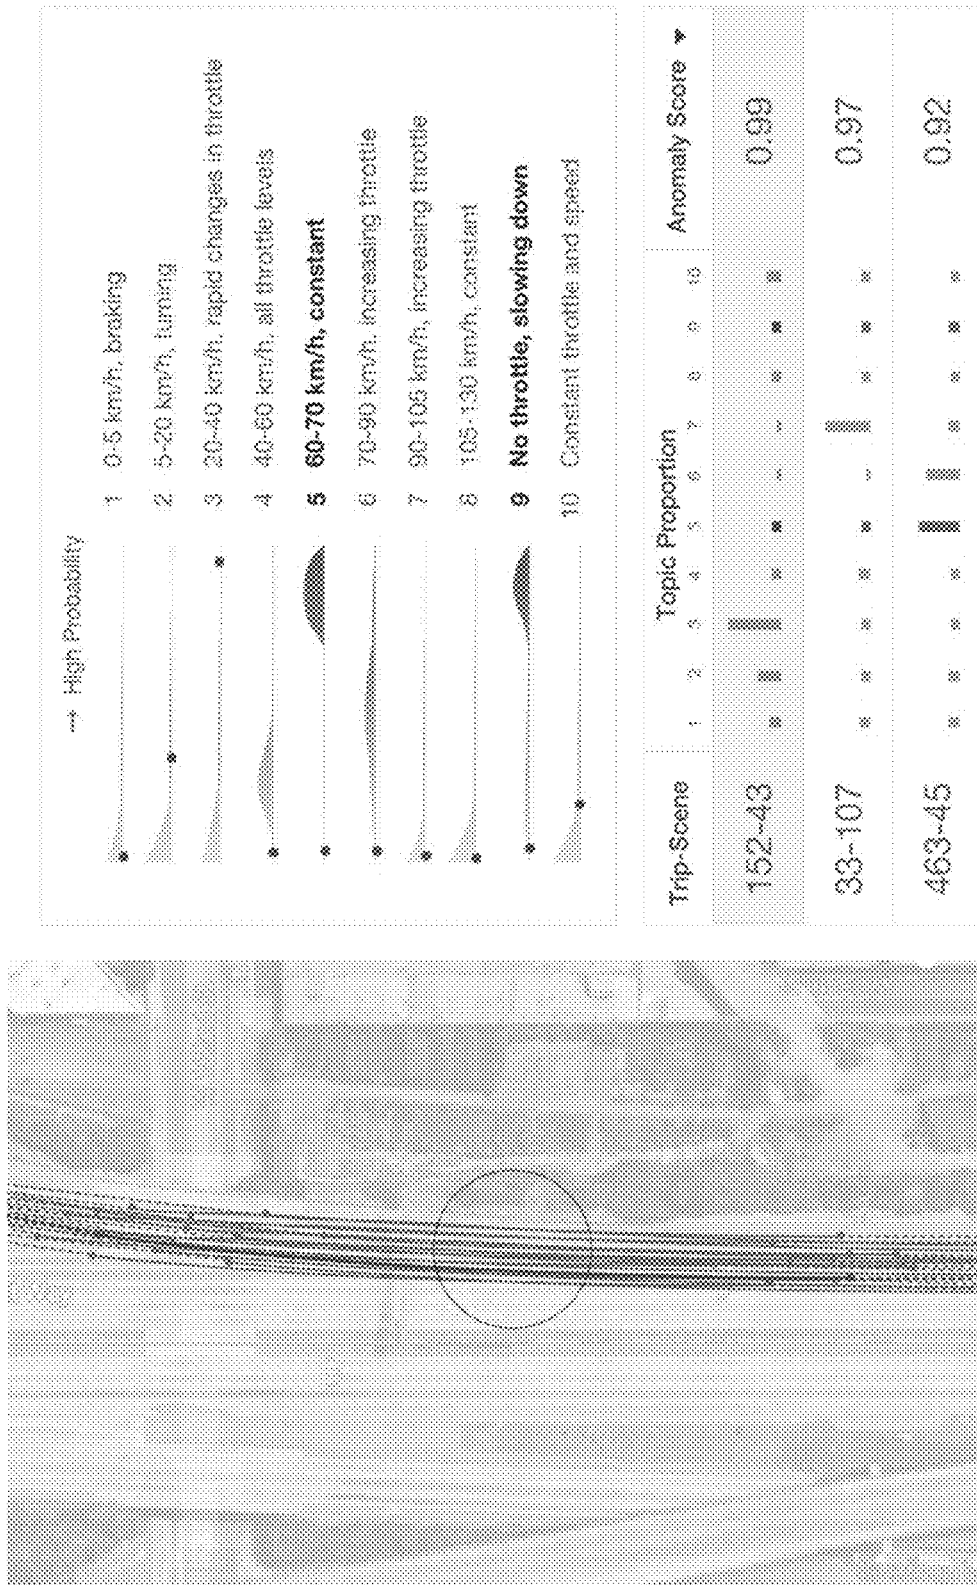 → High Probability
1 0-5 km/h, braking
2 5-20 km/h, turning
3 20-40 km/h, rapid changes in throttle
4 40-60 km/h, all throttle levels
5 60-70 km/h, constant
6 70-90 km/h, increasing throttle
7 90-105 km/h, increasing throttle
8 105-130 km/h, constant
9 No throttle, slowing down
10 Constant throttle and speed
Trip-Scene Topic Proportion Anomaly Score ▼
1 2 3 4 5 6 7 8 9 10
152-43 0.99
33-107 0.97
463-45 0.92